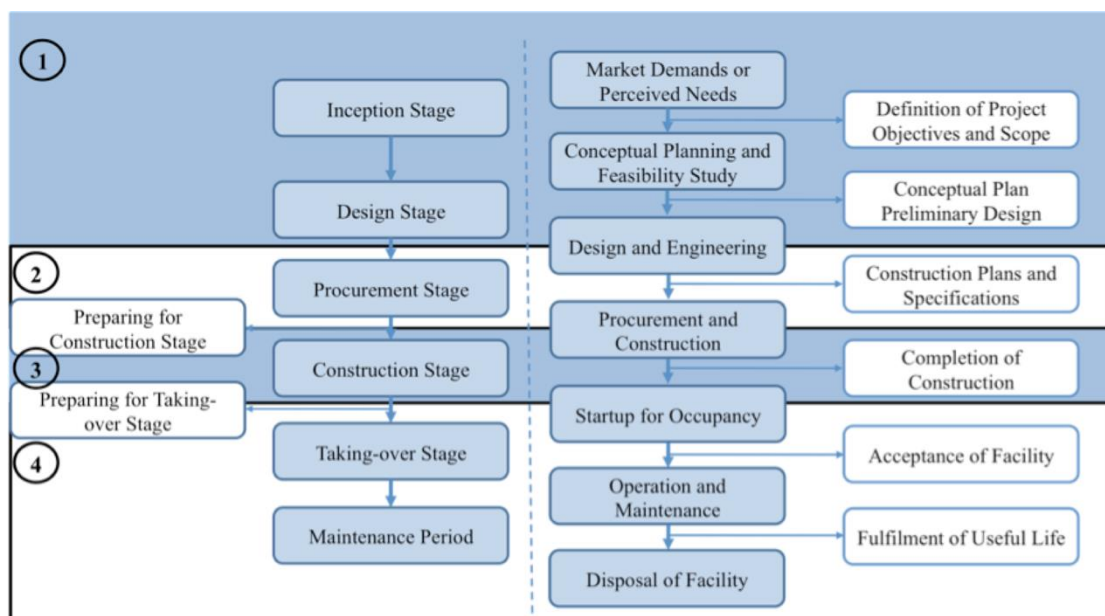 1
Inception Stage
Design Stage
2
Procurement Stage
Preparing for
Construction Stage
3
Construction Stage
Preparing for Taking-
over Stage
4
Taking-over Stage
Maintenance Period
Market Demands or
Perceived Needs
Definition of Project
Objectives and Scope
Conceptual Planning and
Feasibility Study
Conceptual Plan
Preliminary Design
Design and Engineering
Construction Plans and
Specifications
Procurement and
Construction
Completion of
Construction
Startup for Occupancy
Acceptance of Facility
Operation and
Maintenance
Fulfilment of Useful Life
Disposal of Facility